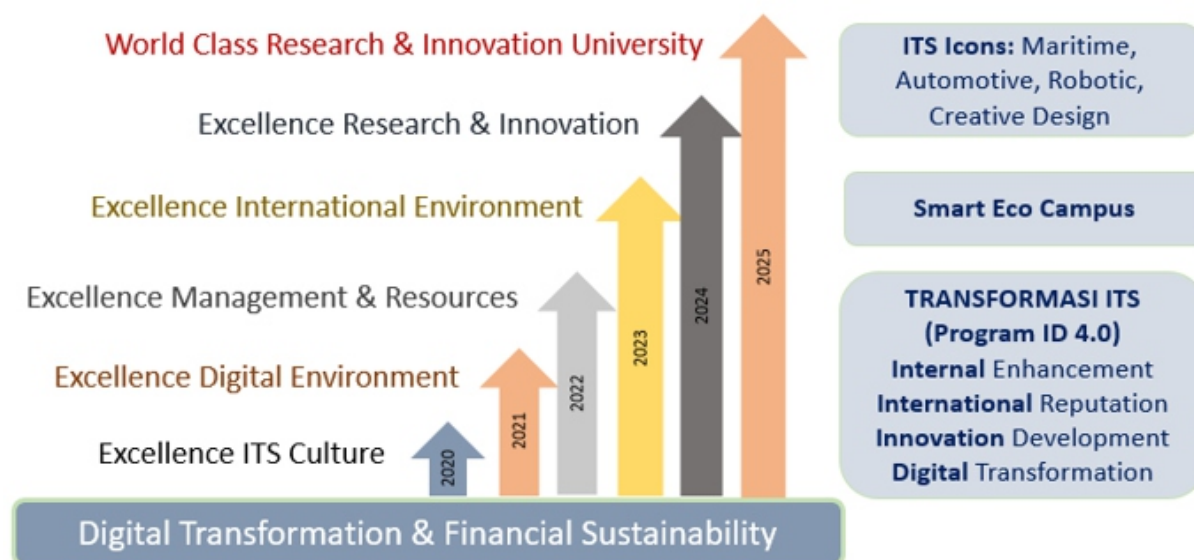 World Class Research & Innovation University
Excellence Research & Innovation
Excellence International Environment
Excellence Management & Resources
Excellence Digital Environment
Excellence ITS Culture
2020
2021
2022
2023
2024
2025
Digital Transformation & Financial Sustainability
ITS Icons: Maritime,
Automotive, Robotic,
Creative Design
Smart Eco Campus
TRANSFORMASI ITS
(Program ID 4.0)
Internal Enhancement
International Reputation
Innovation Development
Digital Transformation